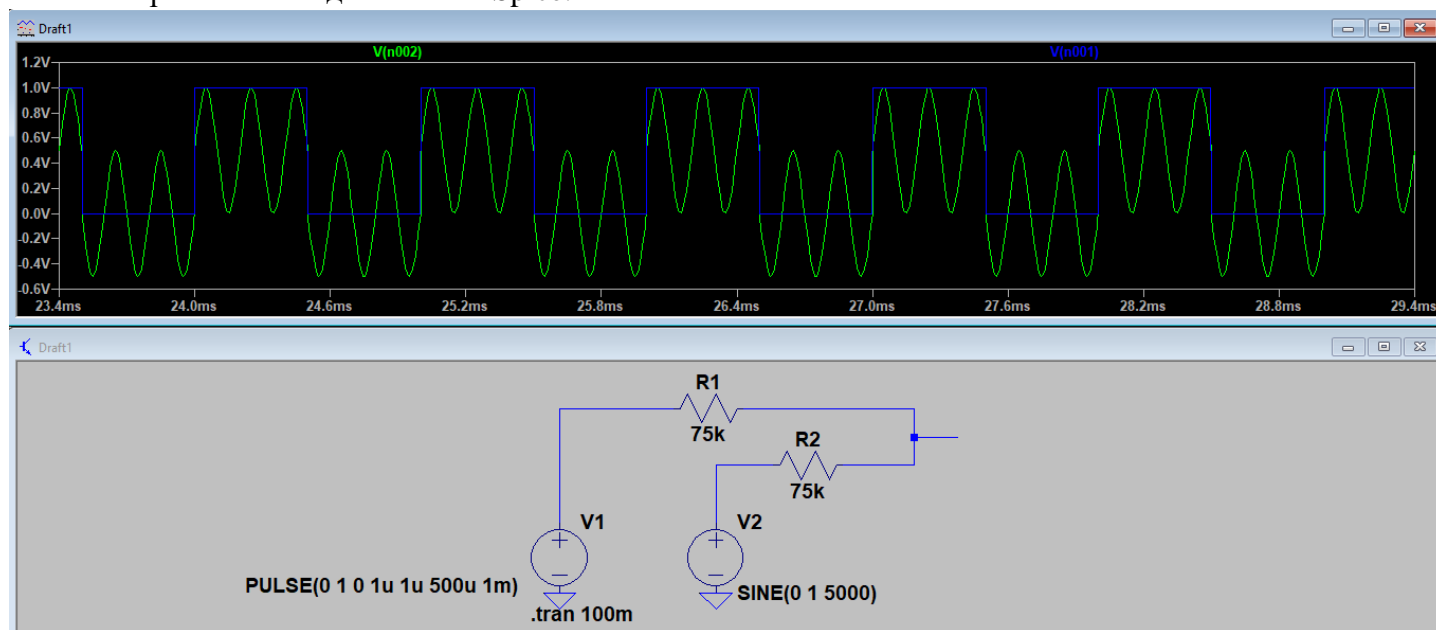 Draft1
V(n002) V(n001)
1.2V
1.0V
0.8V
0.6V
0.4V
0.2V
0.0V
-0.2V
-0.4V
-0.6V
23.4ms 24.0ms 24.6ms 25.2ms 25.8ms 26.4ms 27.0ms 27.6ms 28.2ms 28.8ms 29.4ms
Draft1
R1
75k
R2
75k
V1
V2
PULSE(0 1 0 1u 1u 500u 1m)
SINE(0 1 5000)
.tran 100m